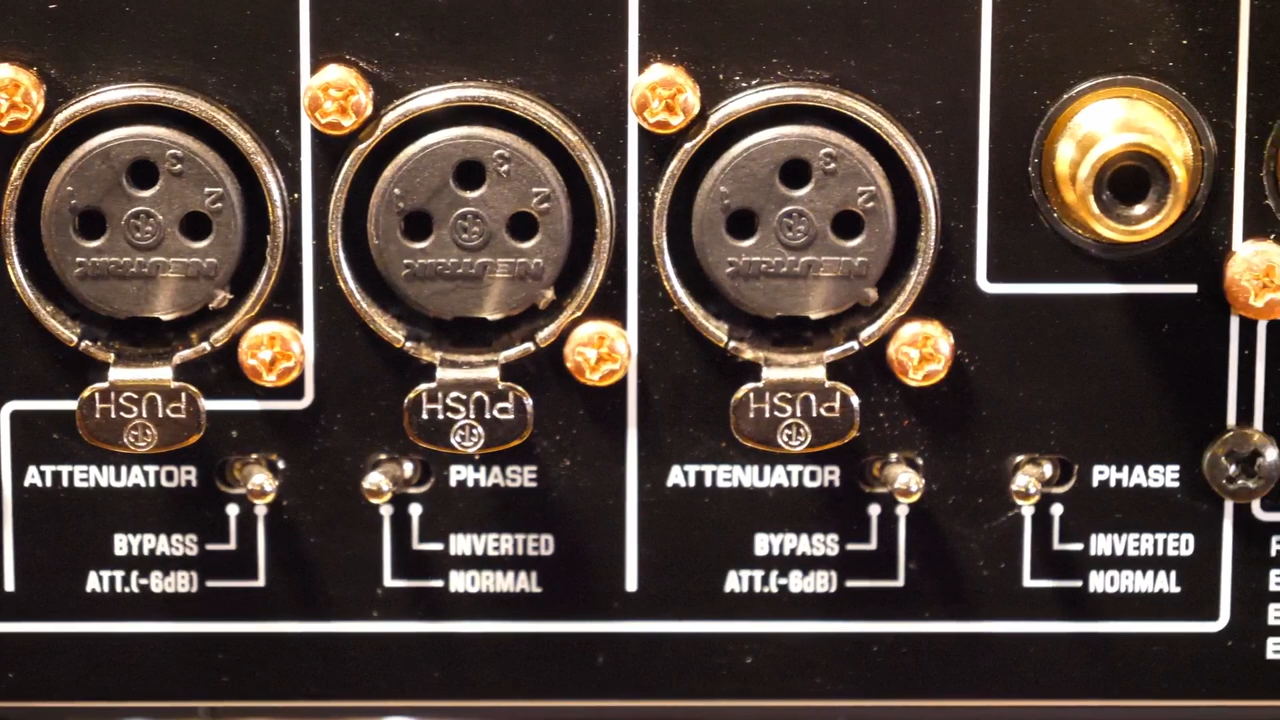 3
2
1
NEUTRIK
PUSH
3
2
1
NEUTRIK
PUSH
3
2
1
NEUTRIK
PUSH
ATTENUATOR
BYPASS
ATT.(-6dB)
PHASE
INVERTED
NORMAL
ATTENUATOR
BYPASS
ATT.(-6dB)
PHASE
INVERTED
NORMAL